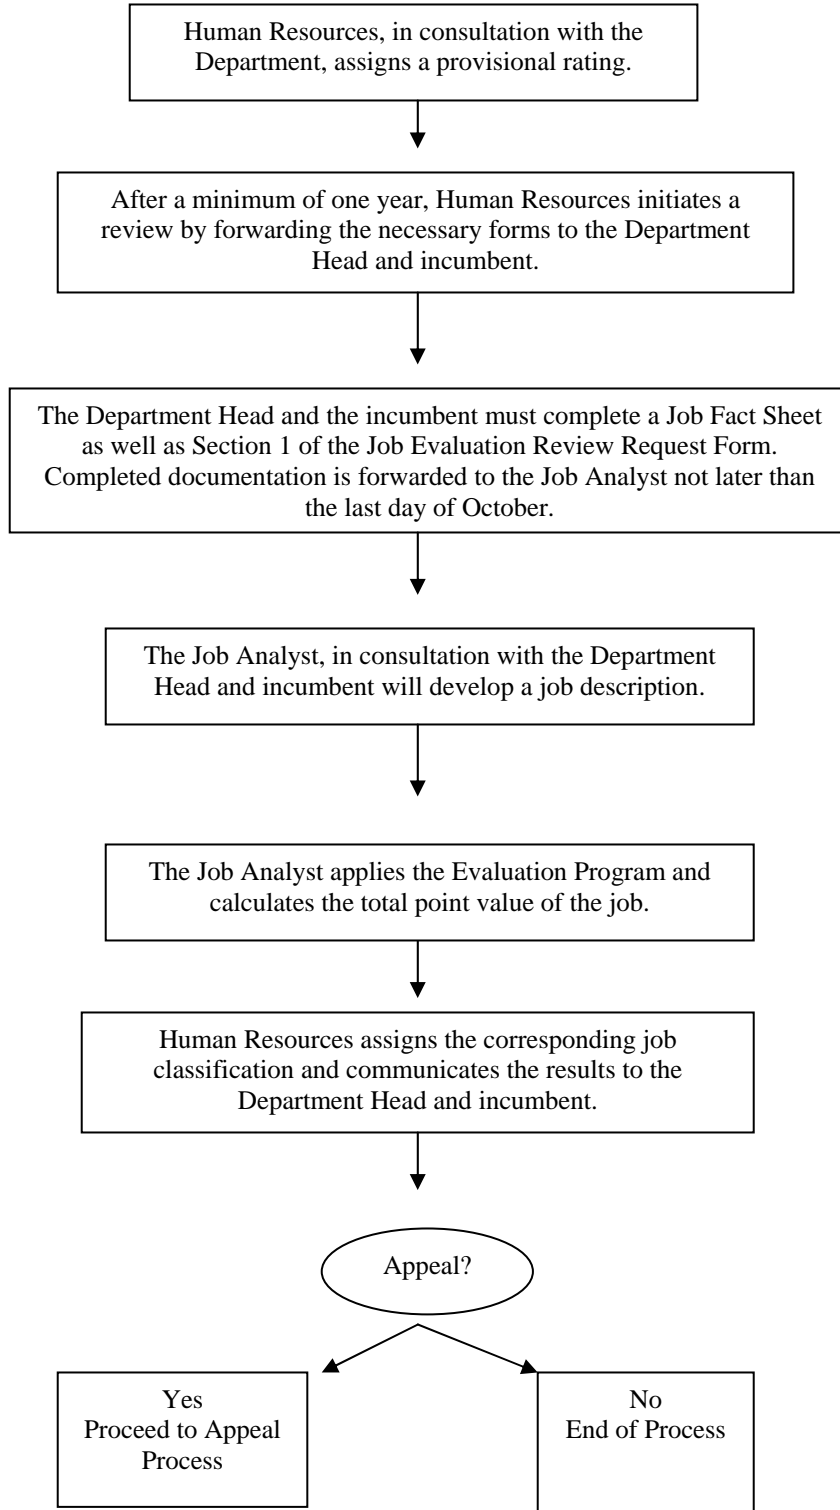 Human Resources, in consultation with the
Department, assigns a provisional rating.
After a minimum of one year, Human Resources initiates a
review by forwarding the necessary forms to the Department
Head and incumbent.
The Department Head and the incumbent must complete a Job Fact Sheet
as well as Section 1 of the Job Evaluation Review Request Form.
Completed documentation is forwarded to the Job Analyst not later than
the last day of October.
The Job Analyst, in consultation with the Department
Head and incumbent will develop a job description.
The Job Analyst applies the Evaluation Program and
calculates the total point value of the job.
Human Resources assigns the corresponding job
classification and communicates the results to the
Department Head and incumbent.
Appeal?
Yes
Proceed to Appeal
Process
No
End of Process